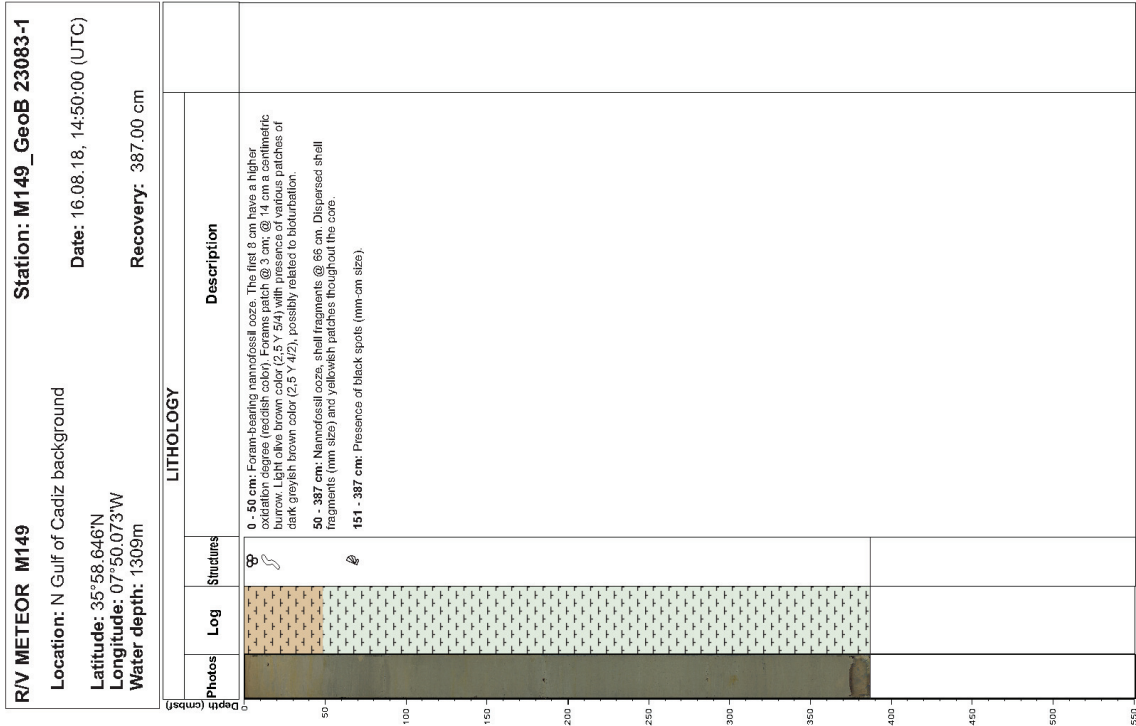 R/V METEOR M149
Station: M149_GeoB 23083-1
Location: N Gulf of Cadiz background
Date: 16.08.18, 14:50:00 (UTC)
Latitude: 35°58.646'N
Longitude: 07°50.073'W
Water depth: 1309m
Recovery: 387.00 cm
LITHOLOGY
Depth (cmbsf)
Photos
Log
Structures
Description
0 - 50 cm: Foram-bearing nannofossil ooze. The first 8 cm have a higher
oxidation degree (reddish color). Forams patch @ 3 cm; @ 14 cm a centimetric
burrow. Light olive brown color (2,5 Y 5/4) with presence of various patches of
dark greyish brown color (2,5 Y 4/2), possibly related to bioturbation.
50 - 387 cm: Nannofossil ooze, shell fragments @ 66 cm. Dispersed shell
fragments (mm size) and yellowish patches thoughout the core.
151 - 387 cm: Presence of black spots (mm-cm size).
0
50
100
150
200
250
300
350
400
450
500
550